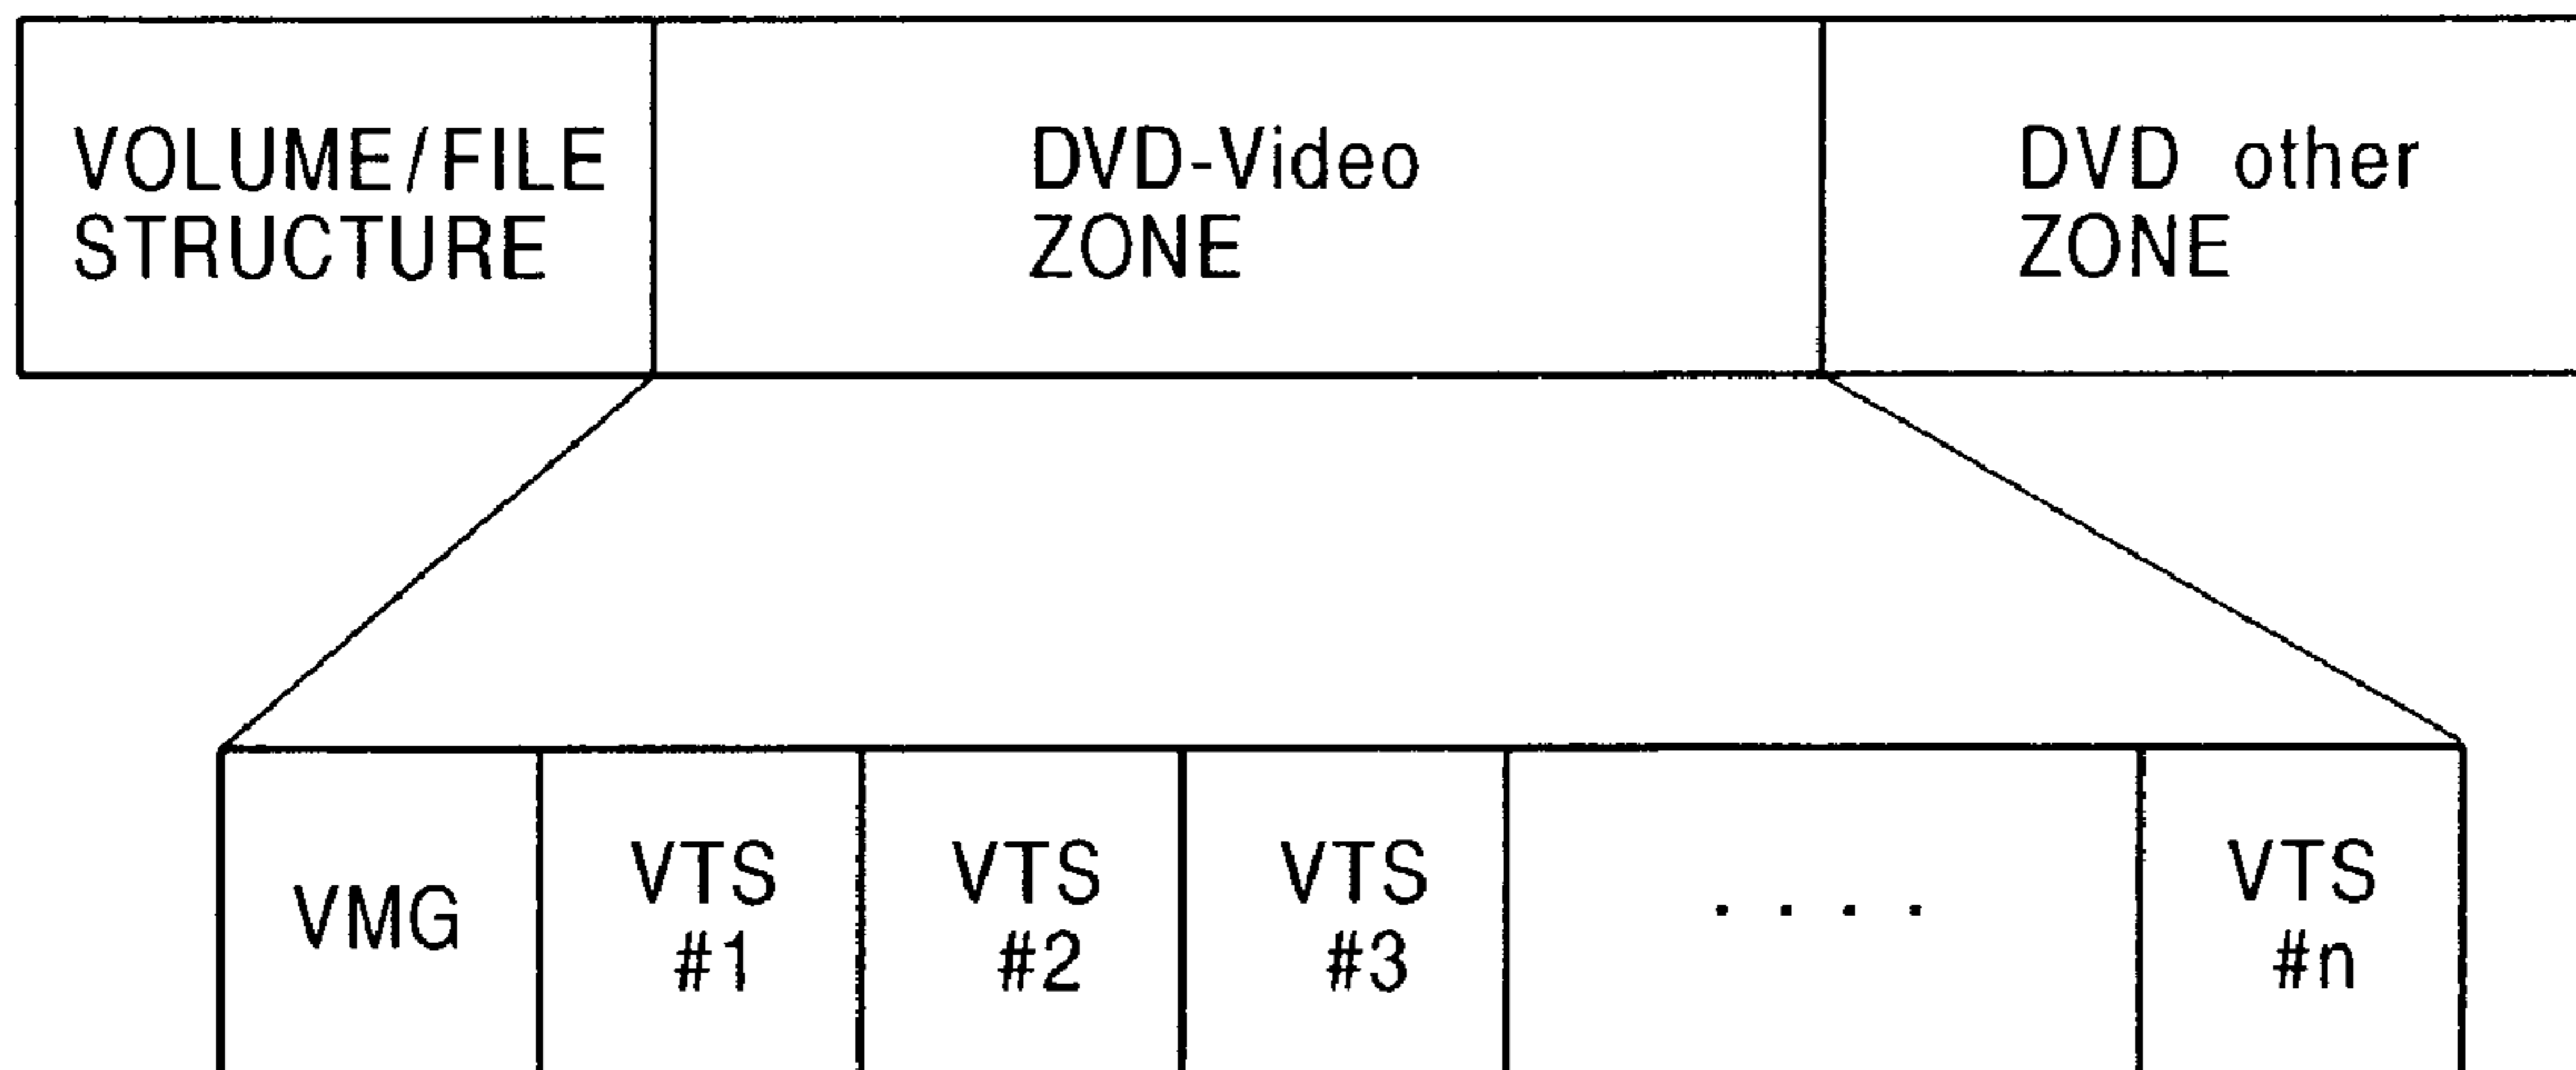 VOLUME/FILE
STRUCTURE
DVD-Video
ZONE
DVD other
ZONE
VMG
VTS
#1
VTS
#2
VTS
#3
. . . .
VTS
#n